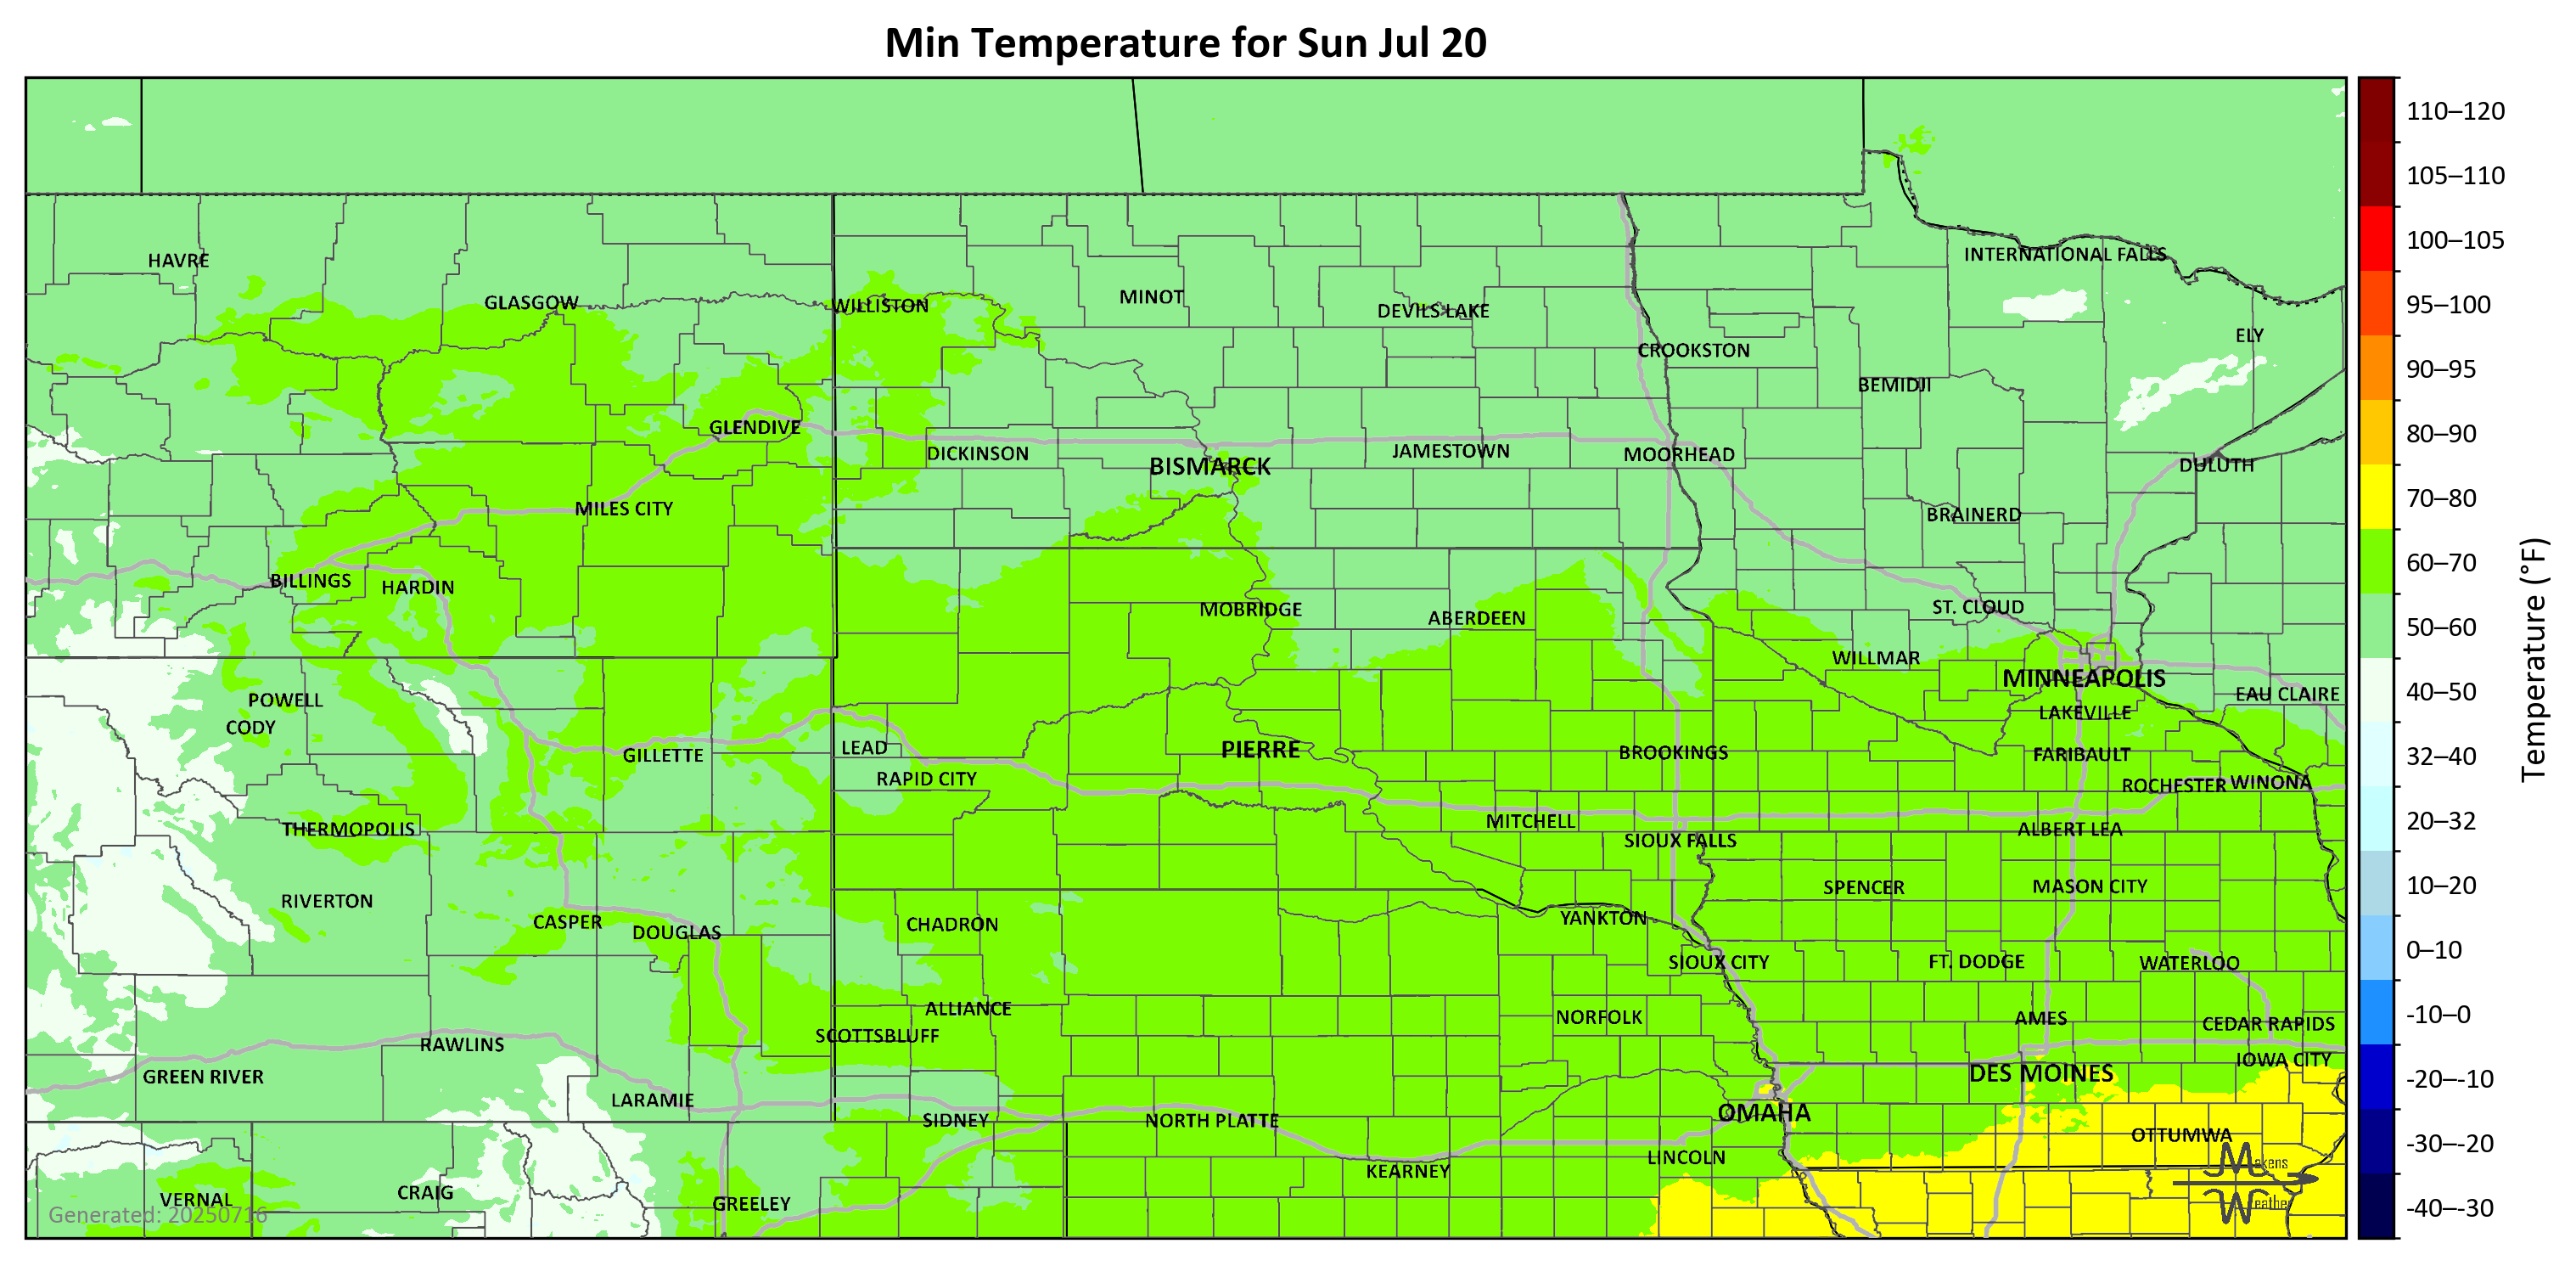 Min Temperature for Sun Jul 20
HAVRE
GLASGOW
WILLISTON
MINOT
DEVILS LAKE
INTERNATIONAL FALLS
ELY
CROOKSTON
BEMIDJI
GLENDIVE
DICKINSON
BISMARCK
JAMESTOWN
MOORHEAD
DULUTH
MILES CITY
BRAINERD
BILLINGS
HARDIN
MOBRIDGE
ABERDEEN
ST. CLOUD
WILLMAR
MINNEAPOLIS
EAU CLAIRE
POWELL
CODY
LAKEVILLE
GILLETTE
LEAD
PIERRE
BROOKINGS
FARIBAULT
RAPID CITY
ROCHESTER
WINONA
THERMOPOLIS
MITCHELL
SIOUX FALLS
ALBERT LEA
RIVERTON
SPENCER
MASON CITY
CASPER
DOUGLAS
CHADRON
YANKTON
SIOUX CITY
FT. DODGE
WATERLOO
ALLIANCE
NORFOLK
AMES
CEDAR RAPIDS
SCOTTSBLUFF
RAWLINS
IOWA CITY
GREEN RIVER
DES MOINES
LARAMIE
SIDNEY
NORTH PLATTE
OMAHA
OTTUMWA
LINCOLN
KEARNEY
VERNAL
CRAIG
GREELEY
Generated: 20250716
Makens
Weather
110–120
105–110
100–105
95–100
90–95
80–90
70–80
60–70
50–60
40–50
32–40
20–32
10–20
0–10
-10–0
-20–-10
-30–-20
-40–-30
Temperature (°F)